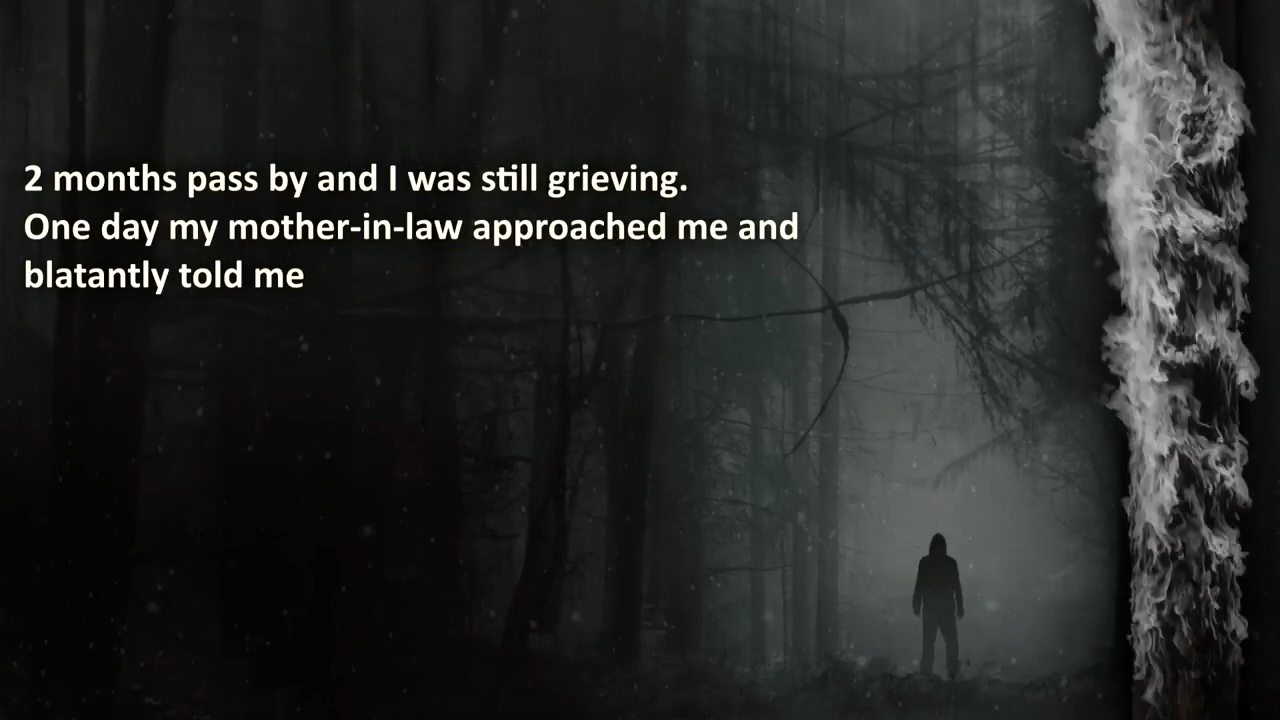 2 months pass by and I was still grieving.
One day my mother-in-law approached me and
blatantly told me